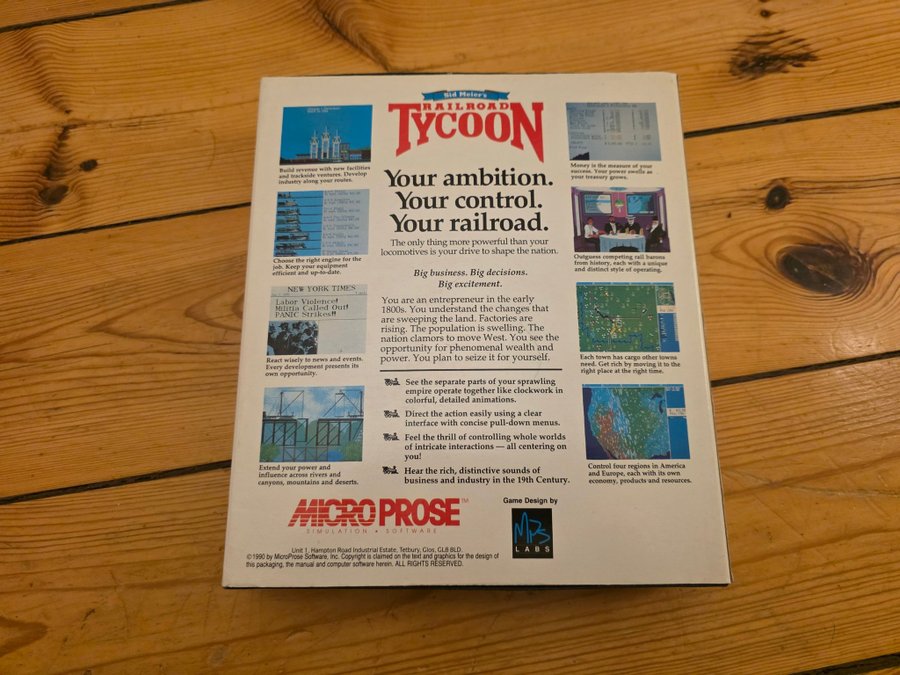 Sid Meier's
RAILROAD
TYCOON
Your ambition.
Your control.
Your railroad.
The only thing more powerful than your
locomotives is your drive to shape the nation.
Big business. Big decisions.
Big excitement.
You are an entrepreneur in the early
1800s. You understand the changes that
are sweeping the land. Factories are
rising. The population is swelling. The
nation clamors to move West. You see the
opportunity for phenomenal wealth and
power. You plan to seize it for yourself.
See the separate parts of your sprawling
empire operate together like clockwork in
colorful, detailed animations.
Direct the action easily using a clear
interface with concise pull-down menus.
Feel the thrill of controlling whole worlds
of intricate interactions — all centering on
you!
Hear the rich, distinctive sounds of
business and industry in the 19th Century.
Build revenue with new facilities
and trackside ventures. Develop
industry along your routes.
Choose the right engine for the
job. Keep your equipment
efficient and up-to-date.
NEW YORK TIMES
Labor Violence!
Militia Called Out!
PANIC Strikes!!
React wisely to news and events.
Every development presents its
own opportunity.
Extend your power and
influence across rivers and
canyons, mountains and deserts.
Money is the measure of your
success. Your power swells as
your treasury grows.
Outguess competing rail barons
from history, each with a unique
and distinct style of operating.
Each town has cargo other towns
need. Get rich by moving it to the
right place at the right time.
Control four regions in America
and Europe, each with its own
economy, products and resources.
MICROPROSE™
SIMULATION • SOFTWARE
Game Design by
MPS
LABS
Unit 1, Hampton Road Industrial Estate, Tetbury, Glos. GL8 8LD.
©1990 by MicroProse Software, Inc. Copyright is claimed on the text and graphics for the design of
this packaging, the manual and computer software herein. ALL RIGHTS RESERVED.